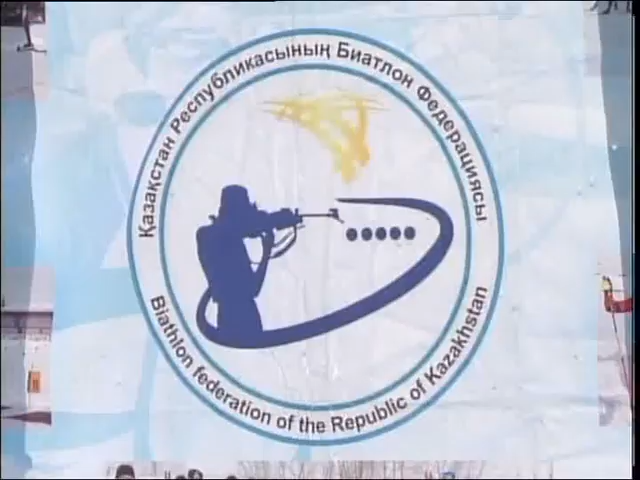 Қазақстан Республикасының Биатлон Федерациясы
Biathlon federation of the Republic of Kazakhstan